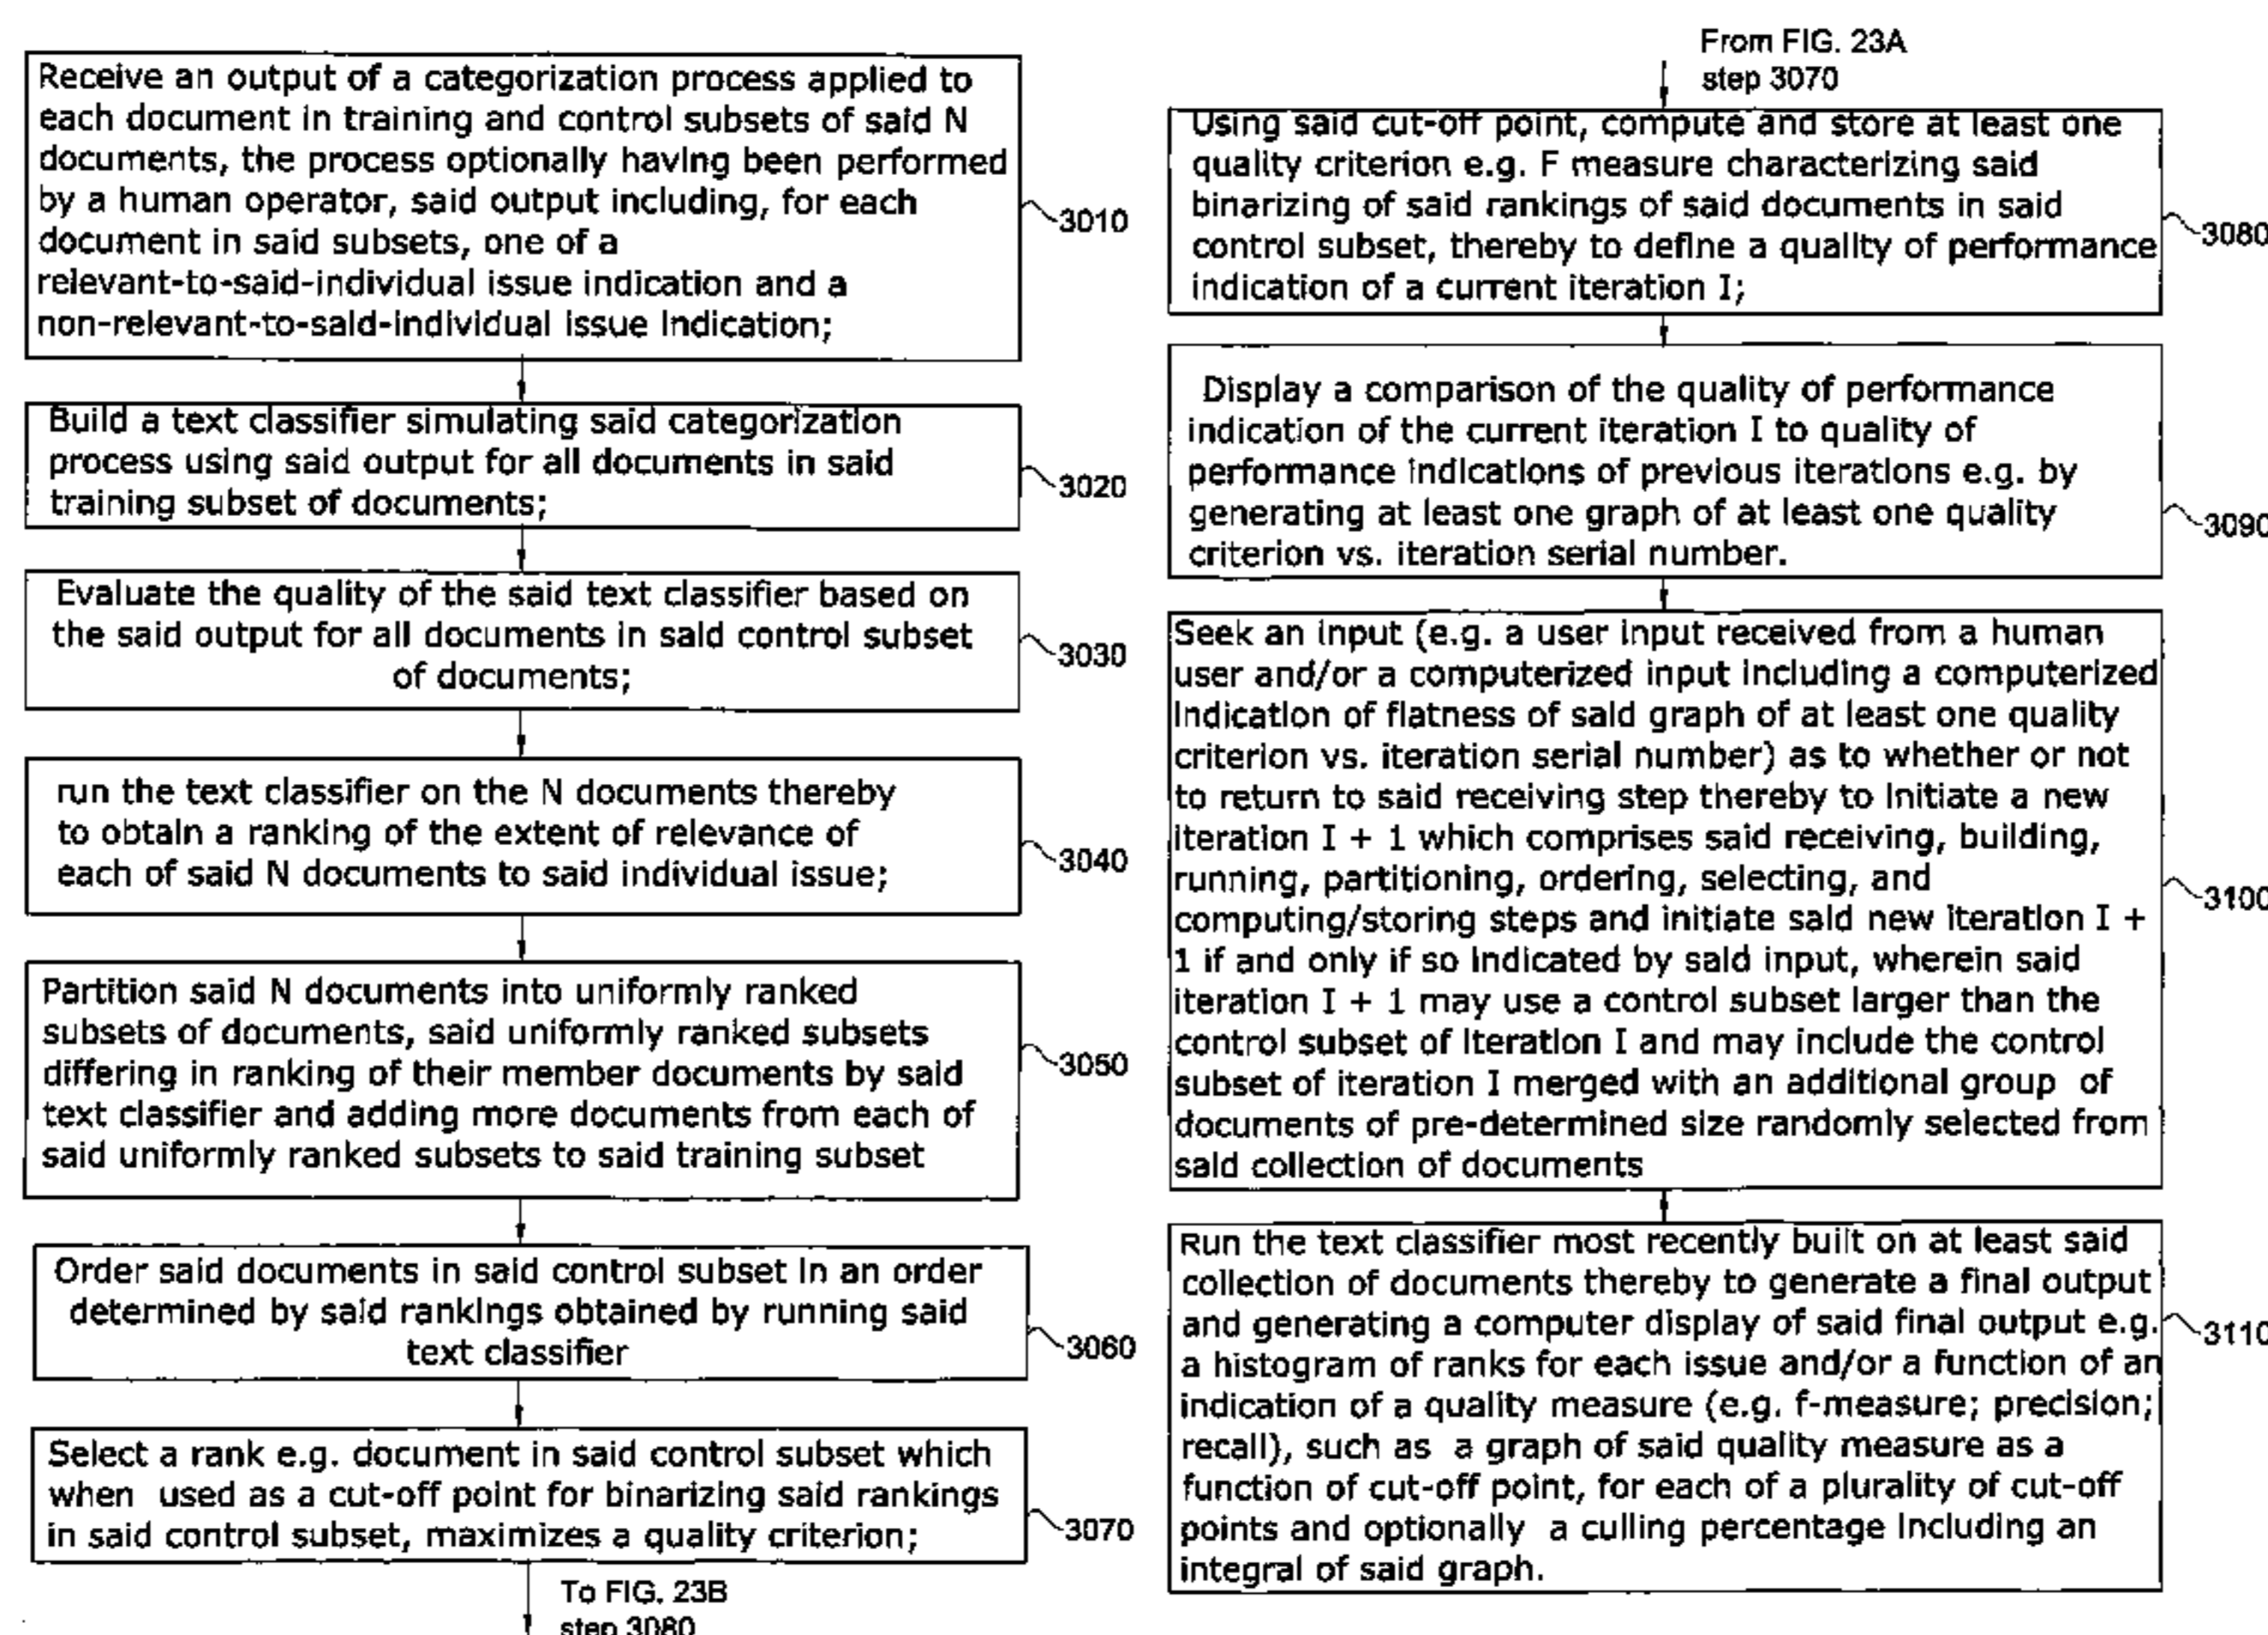 Receive an output of a categorization process applied to
each document in training and control subsets of said N
documents, the process optionally having been performed
by a human operator, said output including, for each
document in said subsets, one of a
relevant-to-said-individual issue indication and a
non-relevant-to-said-individual issue indication;
3010
Build a text classifier simulating said categorization
process using said output for all documents in said
training subset of documents;
3020
Evaluate the quality of the said text classifier based on
the said output for all documents in said control subset
of documents;
3030
run the text classifier on the N documents thereby
to obtain a ranking of the extent of relevance of
each of said N documents to said individual issue;
3040
Partition said N documents into uniformly ranked
subsets of documents, said uniformly ranked subsets
differing in ranking of their member documents by said
text classifier and adding more documents from each of
said uniformly ranked subsets to said training subset
3050
Order said documents in said control subset in an order
determined by said rankings obtained by running said
text classifier
3060
Select a rank e.g. document in said control subset which
when used as a cut-off point for binarizing said rankings
in said control subset, maximizes a quality criterion;
3070
To FIG. 23B
step 3080
From FIG. 23A
step 3070
Using said cut-off point, compute and store at least one
quality criterion e.g. F measure characterizing said
binarizing of said rankings of said documents in said
control subset, thereby to define a quality of performance
indication of a current iteration I;
3080
Display a comparison of the quality of performance
indication of the current iteration I to quality of
performance indications of previous iterations e.g. by
generating at least one graph of at least one quality
criterion vs. iteration serial number.
3090
Seek an input (e.g. a user input received from a human
user and/or a computerized input including a computerized
indication of flatness of said graph of at least one quality
criterion vs. iteration serial number) as to whether or not
to return to said receiving step thereby to initiate a new
iteration I + 1 which comprises said receiving, building,
running, partitioning, ordering, selecting, and
computing/storing steps and initiate said new iteration I +
1 if and only if so indicated by said input, wherein said
iteration I + 1 may use a control subset larger than the
control subset of iteration I and may include the control
subset of iteration I merged with an additional group of
documents of pre-determined size randomly selected from
said collection of documents
3100
Run the text classifier most recently built on at least said
collection of documents thereby to generate a final output
and generating a computer display of said final output e.g.
a histogram of ranks for each issue and/or a function of an
indication of a quality measure (e.g. f-measure; precision;
recall), such as a graph of said quality measure as a
function of cut-off point, for each of a plurality of cut-off
points and optionally a culling percentage including an
integral of said graph.
3110